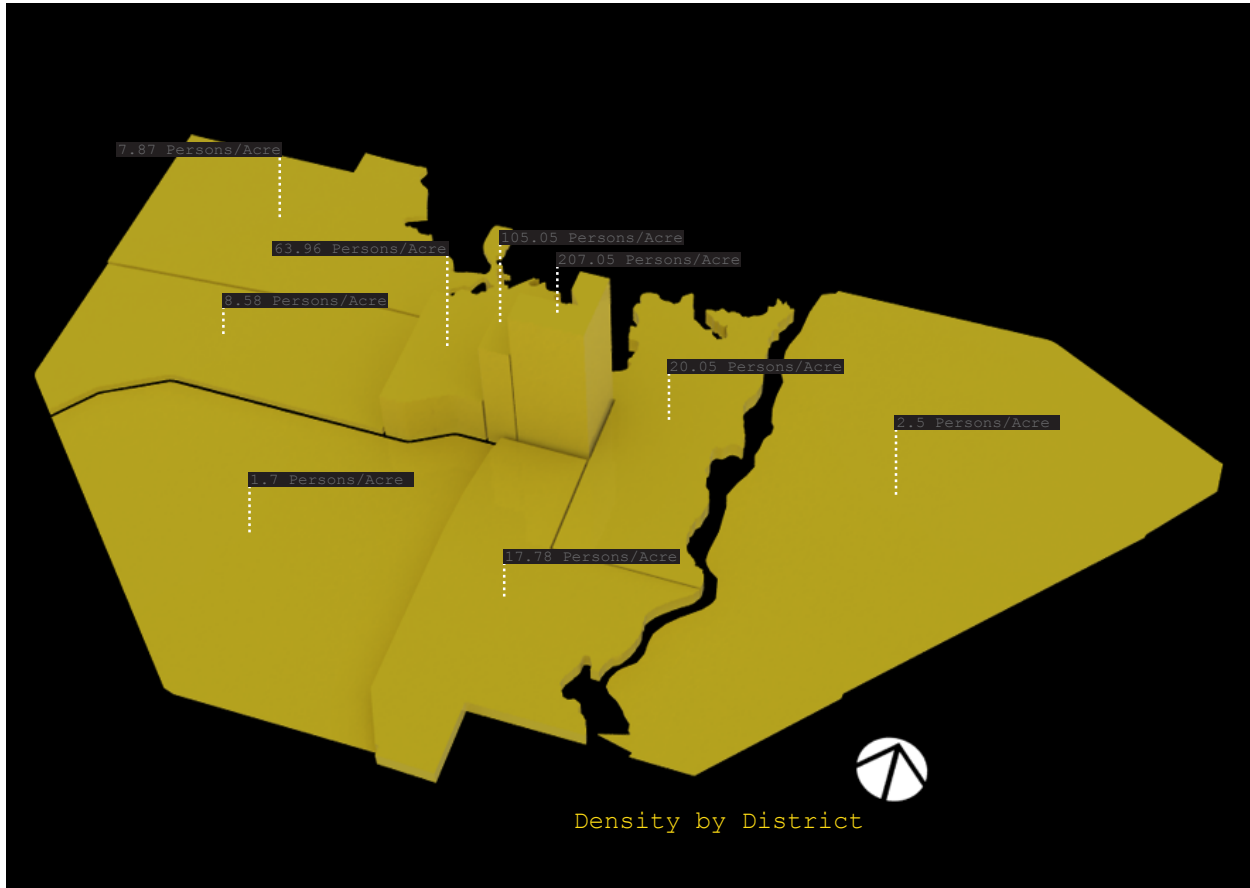 7.87 Persons/Acre
105.05 Persons/Acre
63.96 Persons/Acre
207.05 Persons/Acre
8.58 Persons/Acre
20.05 Persons/Acre
2.5 Persons/Acre
1.7 Persons/Acre
17.78 Persons/Acre
Density by District